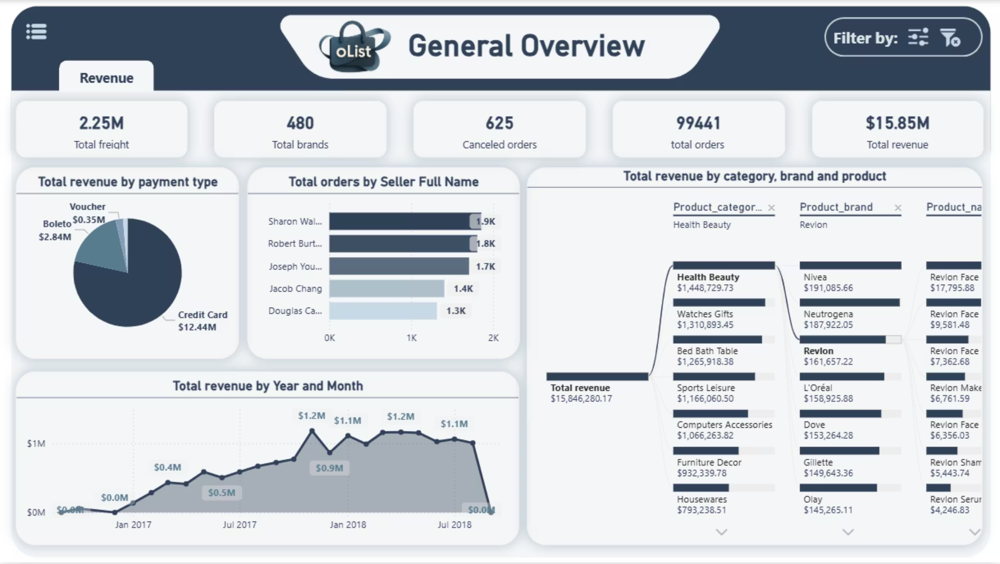 oList
General Overview
Filter by:
Revenue
2.25M
Total freight
480
Total brands
625
Canceled orders
99441
total orders
$15.85M
Total revenue
Total revenue by payment type
Voucher
$0.35M
Boleto
$2.84M
Credit Card
$12.44M
Total orders by Seller Full Name
Sharon Wal... 1.9K
Robert Burt... 1.8K
Joseph You... 1.7K
Jacob Chang 1.4K
Douglas Ca... 1.3K
0K 1K 2K
Total revenue by Year and Month
$1.2M $1.1M $1.2M $1.1M
$1M
$0.4M
$0.9M
$0.5M
$0.0M
$0M $0.0M $0.0M
Jan 2017 Jul 2017 Jan 2018 Jul 2018
Total revenue by category, brand and product
Product_categor... Product_brand Product_na
Health Beauty Revlon
Total revenue
$15,846,280.17
Health Beauty
$1,448,729.73
Watches Gifts
$1,310,893.45
Bed Bath Table
$1,265,918.38
Sports Leisure
$1,166,060.50
Computers Accessories
$1,066,263.82
Furniture Decor
$932,339.78
Housewares
$793,238.51
Nivea
$191,085.66
Neutrogena
$187,922.05
Revlon
$161,657.22
L'Oréal
$158,925.88
Dove
$153,264.28
Gillette
$149,643.36
Olay
$145,265.11
Revlon Face
$17,795.88
Revlon Face
$9,581.48
Revlon Face
$7,362.68
Revlon Make
$6,761.59
Revlon Face
$6,356.03
Revlon Sham
$5,443.74
Revlon Serur
$4,246.83